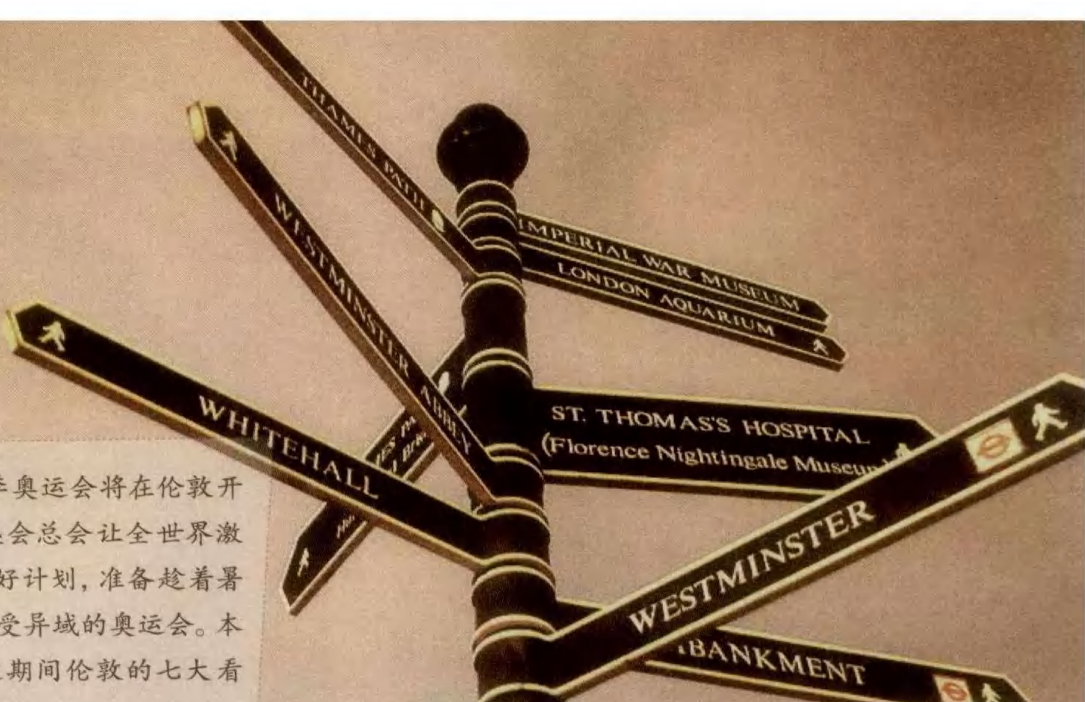 THAMES PATH
WESTMINSTER ABBEY
IMPERIAL WAR MUSEUM
LONDON AQUARIUM
WHITEHALL
ST. THOMAS'S HOSPITAL
(Florence Nightingale Museum)
WESTMINSTER
BANKMENT
奥运会将在伦敦开
会总会让全世界激
好计划,准备趁着暑
受异域的奥运会。本
期间伦敦的七大看